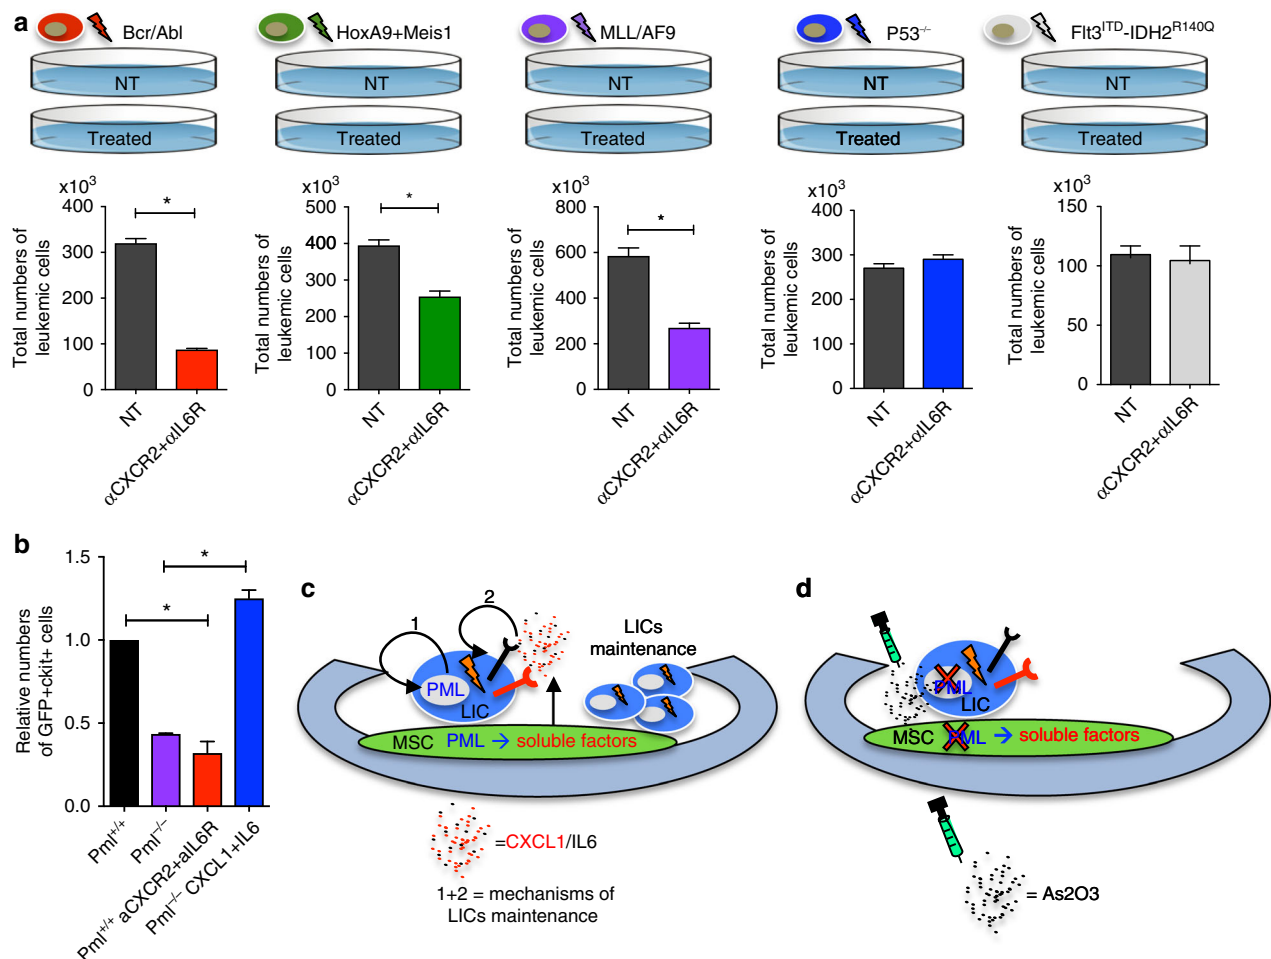 a
Bcr/Abl
NT
Treated
HoxA9+Meis1
NT
Treated
MLL/AF9
NT
Treated
P53–/–
NT
Treated
Flt3ITD-IDH2R140Q
NT
Treated
x103
Total numbers of
leukemic cells
400
300
200
100
0
*
NT
αCXCR2+αIL6R
x103
Total numbers of
leukemic cells
500
400
300
200
100
0
*
NT
αCXCR2+αIL6R
x103
Total numbers of
leukemic cells
800
600
400
200
0
*
NT
αCXCR2+αIL6R
x103
Total numbers of
leukemic cells
400
300
200
100
0
NT
αCXCR2+αIL6R
x103
Total numbers of
leukemic cells
150
100
50
0
NT
αCXCR2+αIL6R
b
Relative numbers
of GFP+ckit+ cells
1.5
1.0
0.5
0.0
*
*
Pml+/+
Pml–/–
Pml+/+ aCXCR2+aIL6R
Pml–/– CXCL1+IL6
c
1
2
LICs
maintenance
PML
LIC
MSC PML → soluble factors
=CXCL1/IL6
1+2 = mechanisms of
LICs maintenance
d
PML
LIC
MSC PML → soluble factors
= As2O3